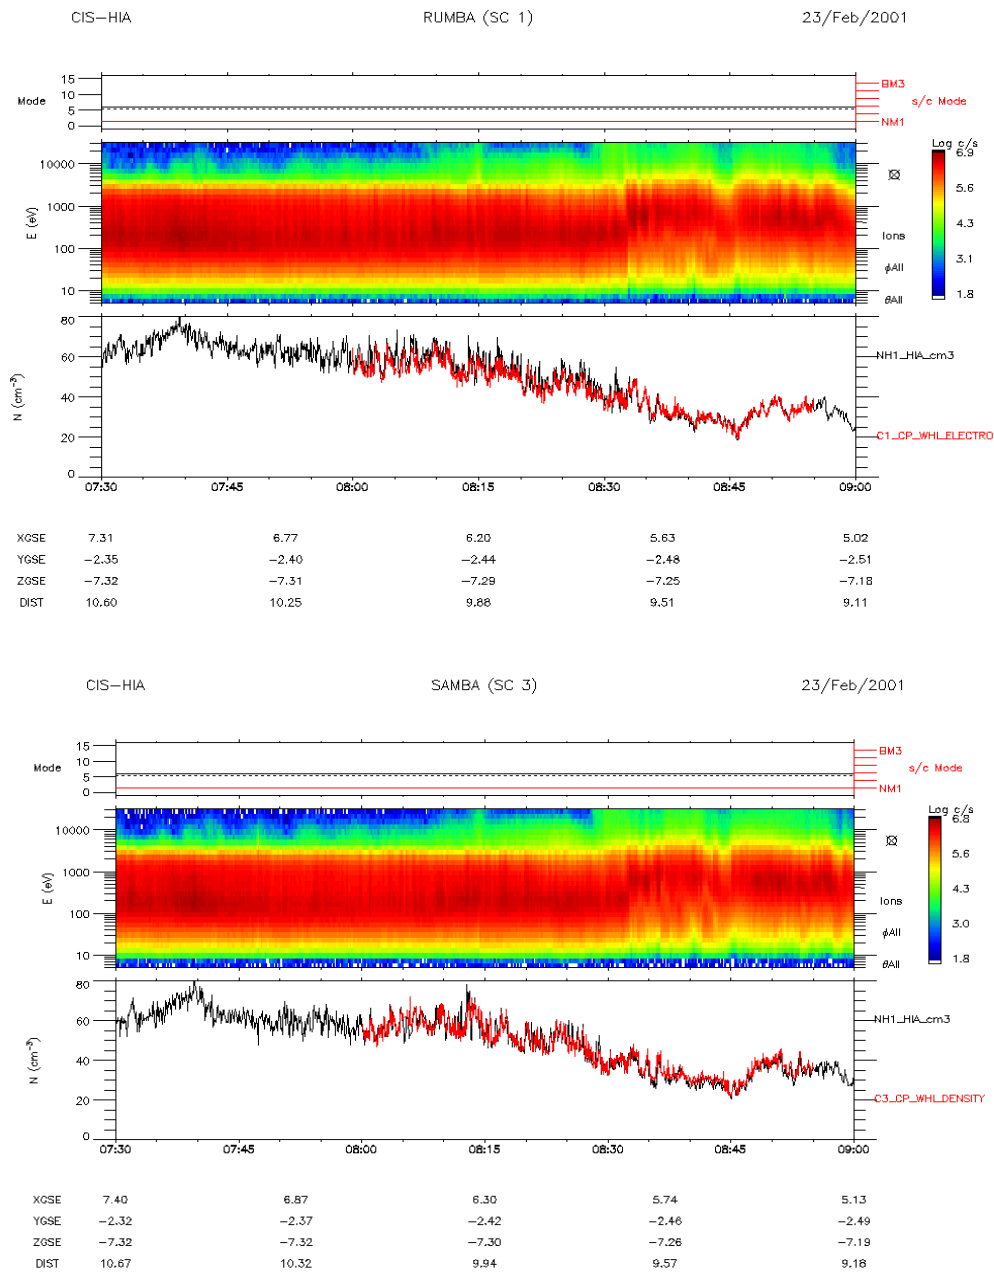 CIS-HIA RUMBA (SC 1) 23/Feb/2001
15
10
5
0
Mode
BM3
s/c Mode
NM1
10000
1000
100
10
E (eV)
Ions
φAll
θAll
Log c/s
6.9
5.6
4.3
3.1
1.8
80
60
40
20
0
N (cm⁻³)
NH1_HIA_cm3
C1_CP_WHI_ELECTRO
07:30 07:45 08:00 08:15 08:30 08:45 09:00
XGSE 7.31 6.77 6.20 5.63 5.02
YGSE -2.35 -2.40 -2.44 -2.48 -2.51
ZGSE -7.32 -7.31 -7.29 -7.25 -7.18
DIST 10.60 10.25 9.88 9.51 9.11
CIS-HIA SAMBA (SC 3) 23/Feb/2001
15
10
5
0
Mode
BM3
s/c Mode
NM1
10000
1000
100
10
E (eV)
Ions
φAll
θAll
Log c/s
6.8
5.6
4.3
3.0
1.8
80
60
40
20
0
N (cm⁻³)
NH1_HIA_cm3
C3_CP_WHI_DENSITY
07:30 07:45 08:00 08:15 08:30 08:45 09:00
XGSE 7.40 6.87 6.30 5.74 5.13
YGSE -2.32 -2.37 -2.42 -2.46 -2.49
ZGSE -7.32 -7.32 -7.30 -7.26 -7.19
DIST 10.67 10.32 9.94 9.57 9.18